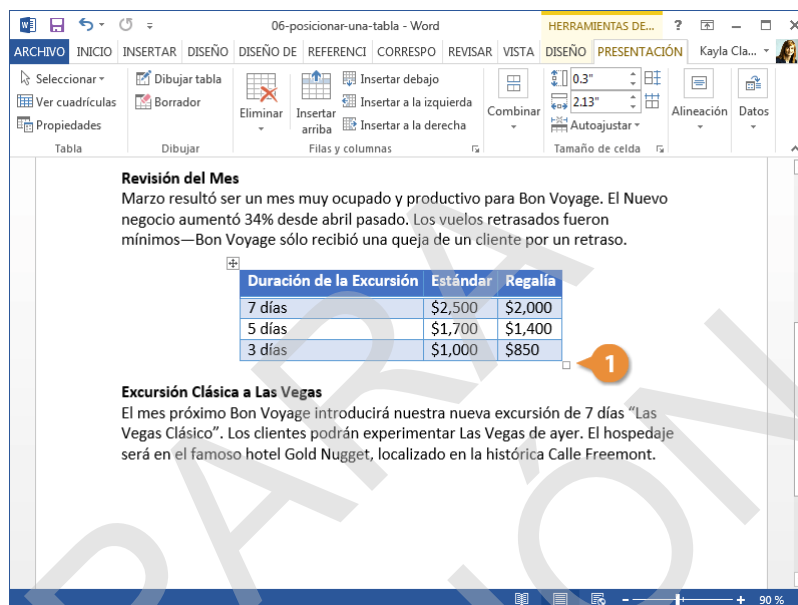 06-posicionar-una-tabla - Word
HERRAMIENTAS DE...
ARCHIVO INICIO INSERTAR DISEÑO DISEÑO DE REFERENCI CORRESPO REVISAR VISTA DISEÑO PRESENTACIÓN Kayla Cla...
Seleccionar
Ver cuadrículas
Propiedades
Tabla
Dibujar tabla
Borrador
Dibujar
Eliminar
Insertar arriba
Insertar debajo
Insertar a la izquierda
Insertar a la derecha
Filas y columnas
Combinar
0.3"
2.13"
Autoajustar
Tamaño de celda
Alineación
Datos
Revisión del Mes
Marzo resultó ser un mes muy ocupado y productivo para Bon Voyage. El Nuevo
negocio aumentó 34% desde abril pasado. Los vuelos retrasados fueron
mínimos—Bon Voyage sólo recibió una queja de un cliente por un retraso.
Duración de la Excursión Estándar Regalía
7 días $2,500 $2,000
5 días $1,700 $1,400
3 días $1,000 $850
1
Excursión Clásica a Las Vegas
El mes próximo Bon Voyage introducirá nuestra nueva excursión de 7 días “Las
Vegas Clásico”. Los clientes podrán experimentar Las Vegas de ayer. El hospedaje
será en el famoso hotel Gold Nugget, localizado en la histórica Calle Freemont.
90 %